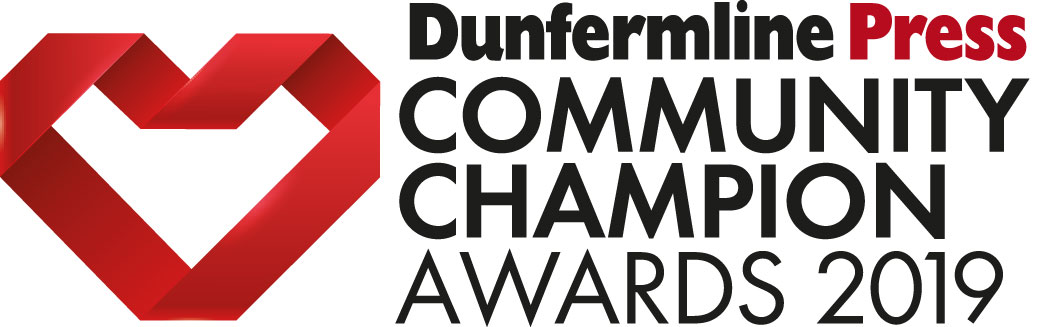 Dunfermline Press
COMMUNITY
CHAMPION
AWARDS 2019